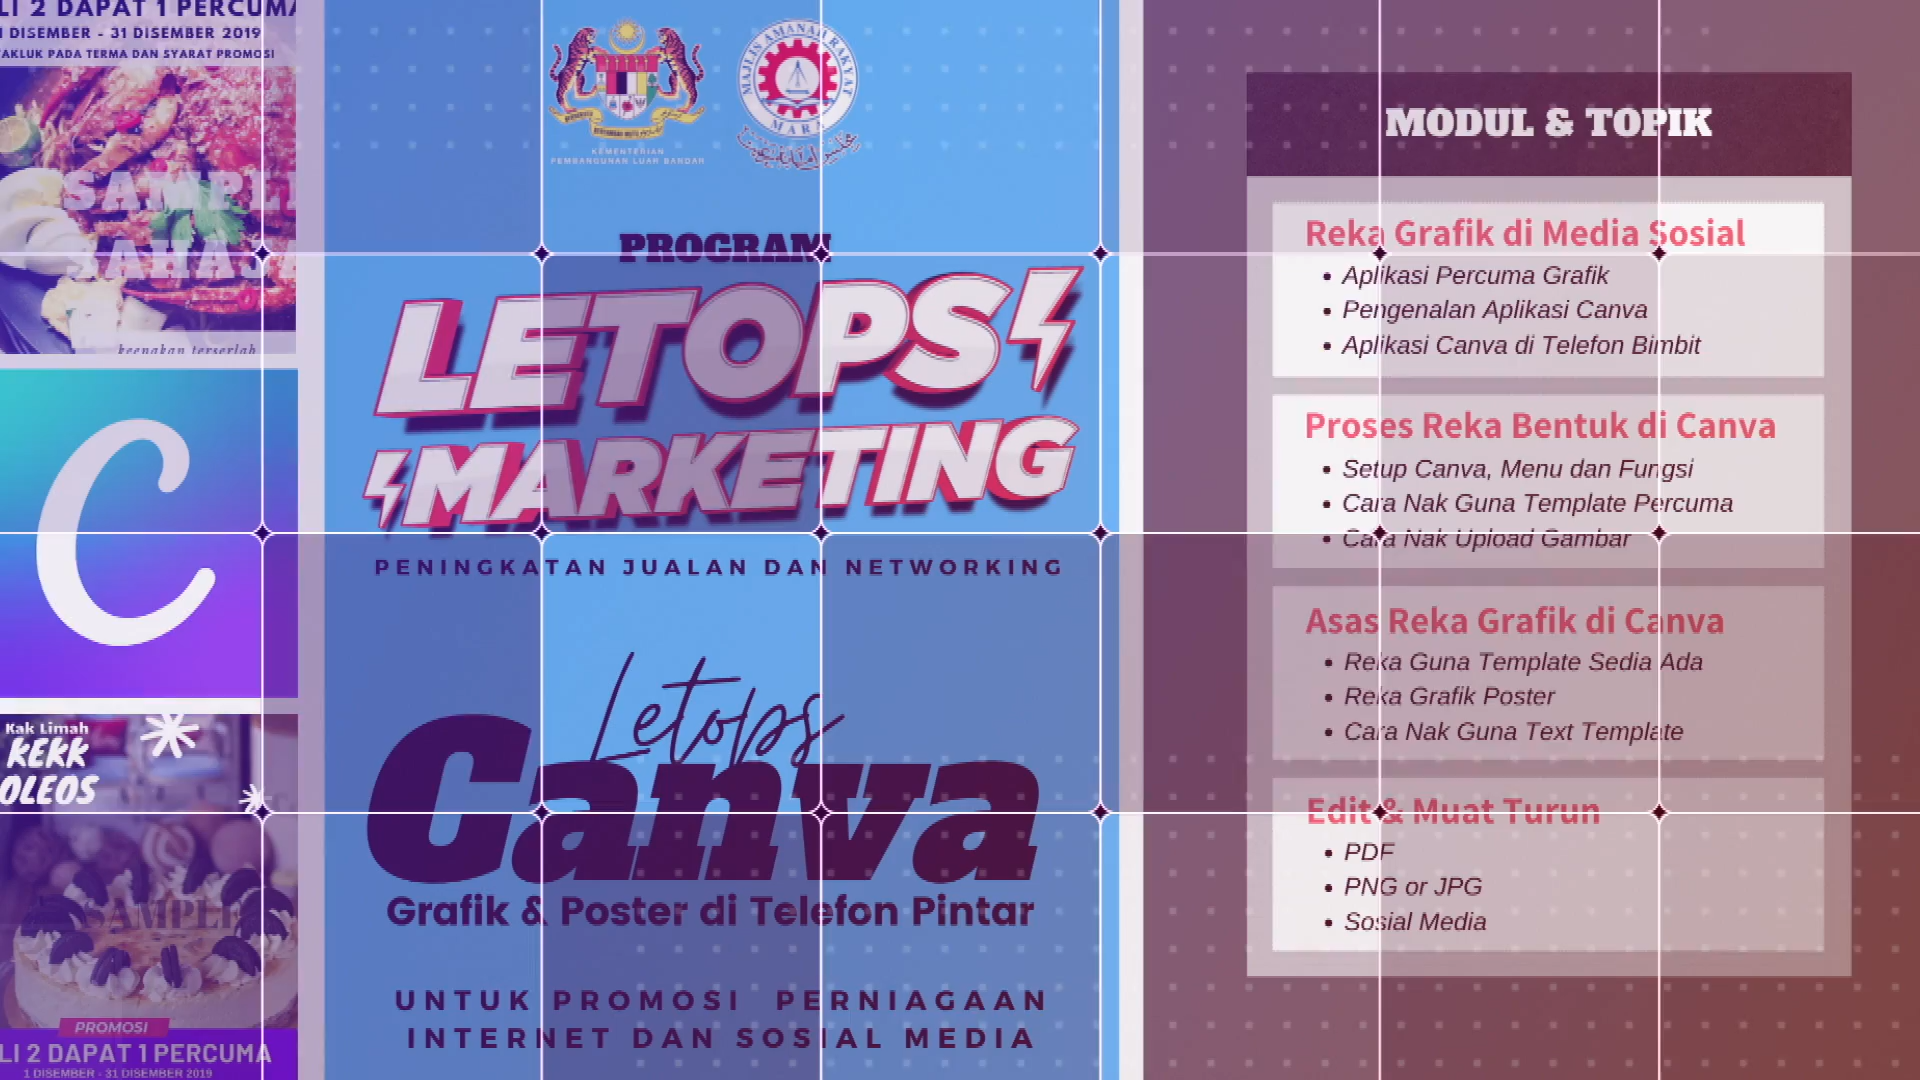 LI 2 DAPAT 1 PERCUMA
1 DISEMBER - 31 DISEMBER 2019
TAKLUK PADA TERMA DAN SYARAT PROMOSI
SAMPLE
SAHAJA
keenakan terserlah
C
Kak Limah
KEKK
OLEOS
SAMPLE
PROMOSI
LI 2 DAPAT 1 PERCUMA
1 DISEMBER - 31 DISEMBER 2019
KEMENTERIAN
PEMBANGUNAN LUAR BANDAR
MAJLIS AMANAH RAKYAT
MARA
PROGRAM
LETOPS
MARKETING
PENINGKATAN JUALAN DAN NETWORKING
Letops
Canva
Grafik & Poster di Telefon Pintar
UNTUK PROMOSI PERNIAGAAN
INTERNET DAN SOSIAL MEDIA
MODUL & TOPIK
Reka Grafik di Media Sosial
• Aplikasi Percuma Grafik
• Pengenalan Aplikasi Canva
• Aplikasi Canva di Telefon Bimbit
Proses Reka Bentuk di Canva
• Setup Canva, Menu dan Fungsi
• Cara Nak Guna Template Percuma
• Cara Nak Upload Gambar
Asas Reka Grafik di Canva
• Reka Guna Template Sedia Ada
• Reka Grafik Poster
• Cara Nak Guna Text Template
Edit & Muat Turun
• PDF
• PNG or JPG
• Sosial Media